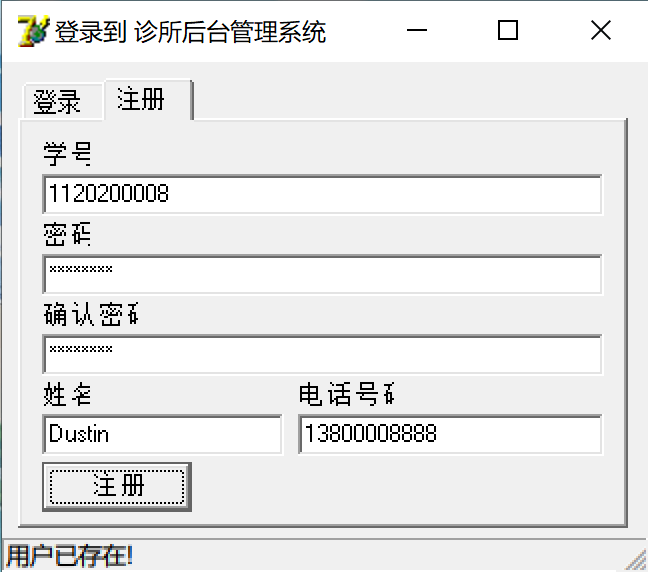 登录到 诊所后台管理系统
登录 注册
学号
1120200008
密码
********
确认密码
********
姓名 电话号码
Dustin 13800008888
注册
用户已存在!